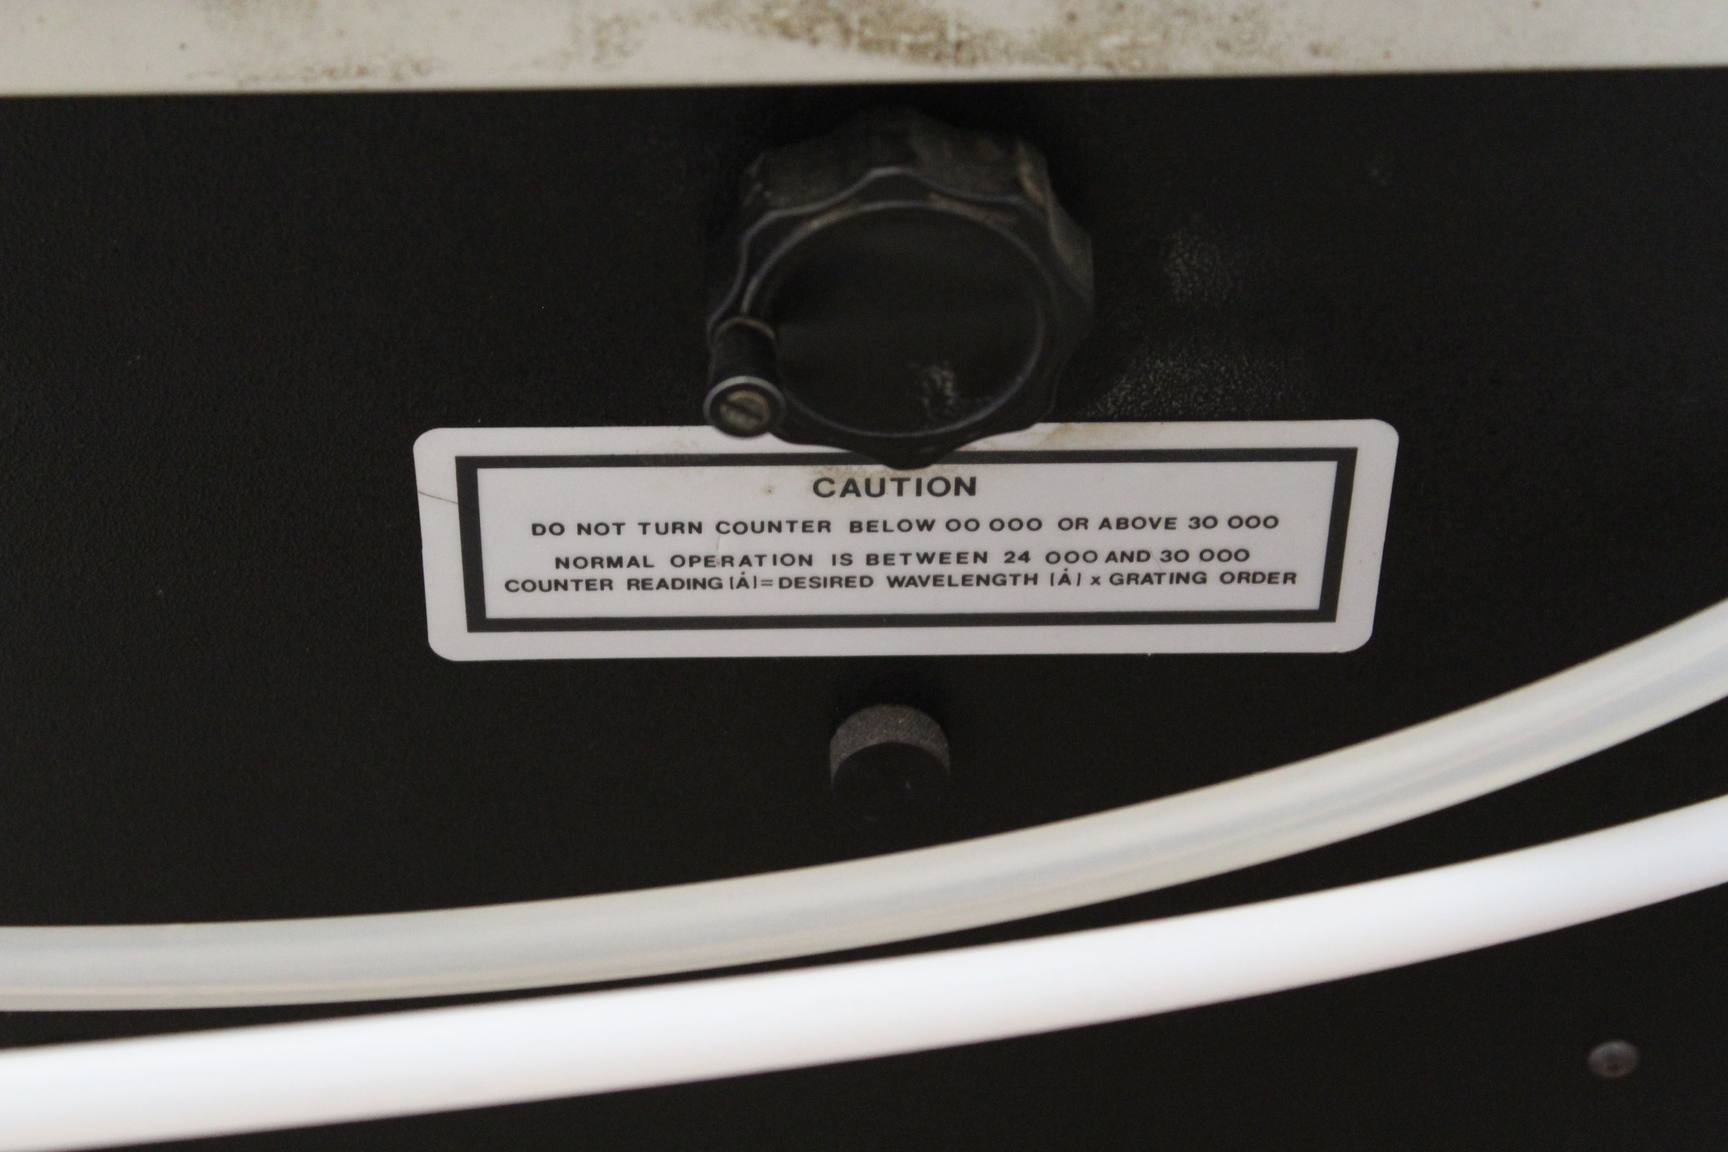 CAUTION
DO NOT TURN COUNTER BELOW 00 000 OR ABOVE 30 000
NORMAL OPERATION IS BETWEEN 24 000 AND 30 000
COUNTER READING (Å) = DESIRED WAVELENGTH (Å) x GRATING ORDER